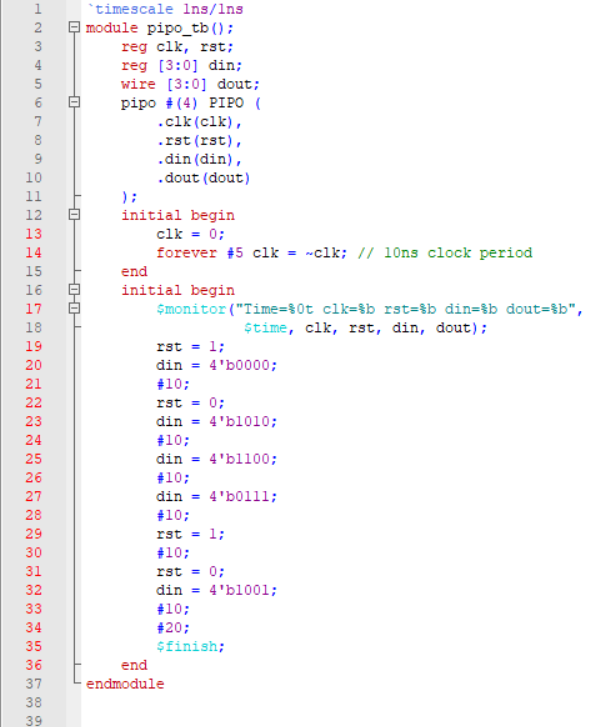 1 `timescale 1ns/1ns
2 module pipo_tb();
3 reg clk, rst;
4 reg [3:0] din;
5 wire [3:0] dout;
6 pipo #(4) PIPO (
7 .clk(clk),
8 .rst(rst),
9 .din(din),
10 .dout(dout)
11 );
12 initial begin
13 clk = 0;
14 forever #5 clk = ~clk; // 10ns clock period
15 end
16 initial begin
17 $monitor("Time=%0t clk=%b rst=%b din=%b dout=%b",
18 $time, clk, rst, din, dout);
19 rst = 1;
20 din = 4'b0000;
21 #10;
22 rst = 0;
23 din = 4'b1010;
24 #10;
25 din = 4'b1100;
26 #10;
27 din = 4'b0111;
28 #10;
29 rst = 1;
30 #10;
31 rst = 0;
32 din = 4'b1001;
33 #10;
34 #20;
35 $finish;
36 end
37 endmodule
38
39